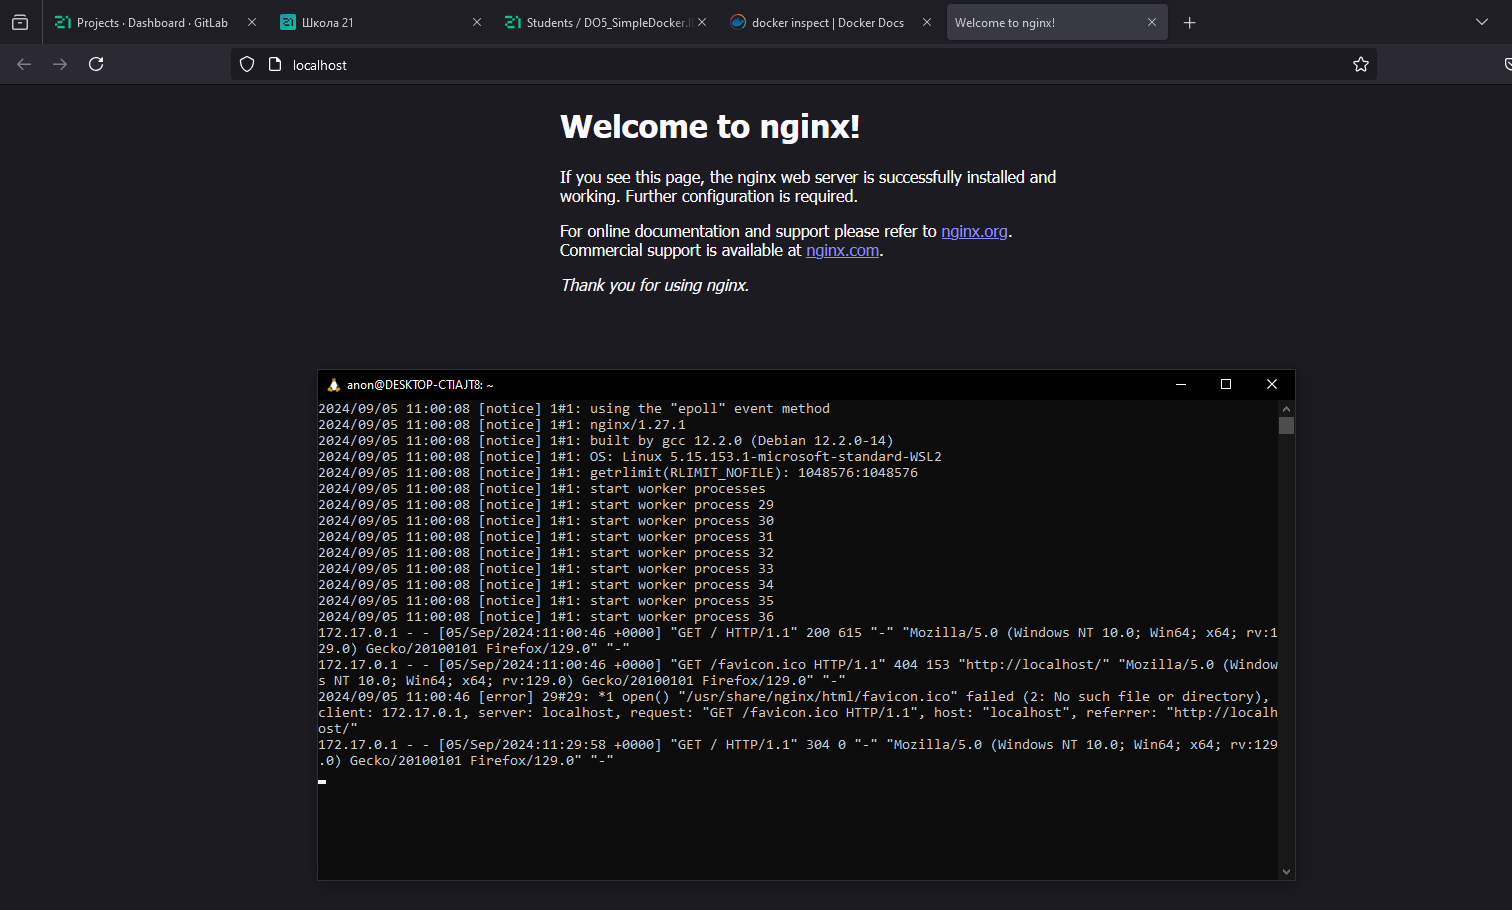 Projects · Dashboard · GitLab
Школа 21
Students / DO5_SimpleDocker.I
docker inspect | Docker Docs
Welcome to nginx!
localhost
Welcome to nginx!
If you see this page, the nginx web server is successfully installed and
working. Further configuration is required.
For online documentation and support please refer to nginx.org.
Commercial support is available at nginx.com.
Thank you for using nginx.
anon@DESKTOP-CTIAJT8: ~
2024/09/05 11:00:08 [notice] 1#1: using the "epoll" event method
2024/09/05 11:00:08 [notice] 1#1: nginx/1.27.1
2024/09/05 11:00:08 [notice] 1#1: built by gcc 12.2.0 (Debian 12.2.0-14)
2024/09/05 11:00:08 [notice] 1#1: OS: Linux 5.15.153.1-microsoft-standard-WSL2
2024/09/05 11:00:08 [notice] 1#1: getrlimit(RLIMIT_NOFILE): 1048576:1048576
2024/09/05 11:00:08 [notice] 1#1: start worker processes
2024/09/05 11:00:08 [notice] 1#1: start worker process 29
2024/09/05 11:00:08 [notice] 1#1: start worker process 30
2024/09/05 11:00:08 [notice] 1#1: start worker process 31
2024/09/05 11:00:08 [notice] 1#1: start worker process 32
2024/09/05 11:00:08 [notice] 1#1: start worker process 33
2024/09/05 11:00:08 [notice] 1#1: start worker process 34
2024/09/05 11:00:08 [notice] 1#1: start worker process 35
2024/09/05 11:00:08 [notice] 1#1: start worker process 36
172.17.0.1 - - [05/Sep/2024:11:00:46 +0000] "GET / HTTP/1.1" 200 615 "-" "Mozilla/5.0 (Windows NT 10.0; Win64; x64; rv:1
29.0) Gecko/20100101 Firefox/129.0" "-"
172.17.0.1 - - [05/Sep/2024:11:00:46 +0000] "GET /favicon.ico HTTP/1.1" 404 153 "http://localhost/" "Mozilla/5.0 (Window
s NT 10.0; Win64; x64; rv:129.0) Gecko/20100101 Firefox/129.0" "-"
2024/09/05 11:00:46 [error] 29#29: *1 open() "/usr/share/nginx/html/favicon.ico" failed (2: No such file or directory),
client: 172.17.0.1, server: localhost, request: "GET /favicon.ico HTTP/1.1", host: "localhost", referrer: "http://localh
ost/"
172.17.0.1 - - [05/Sep/2024:11:29:58 +0000] "GET / HTTP/1.1" 304 0 "-" "Mozilla/5.0 (Windows NT 10.0; Win64; x64; rv:129
.0) Gecko/20100101 Firefox/129.0" "-"